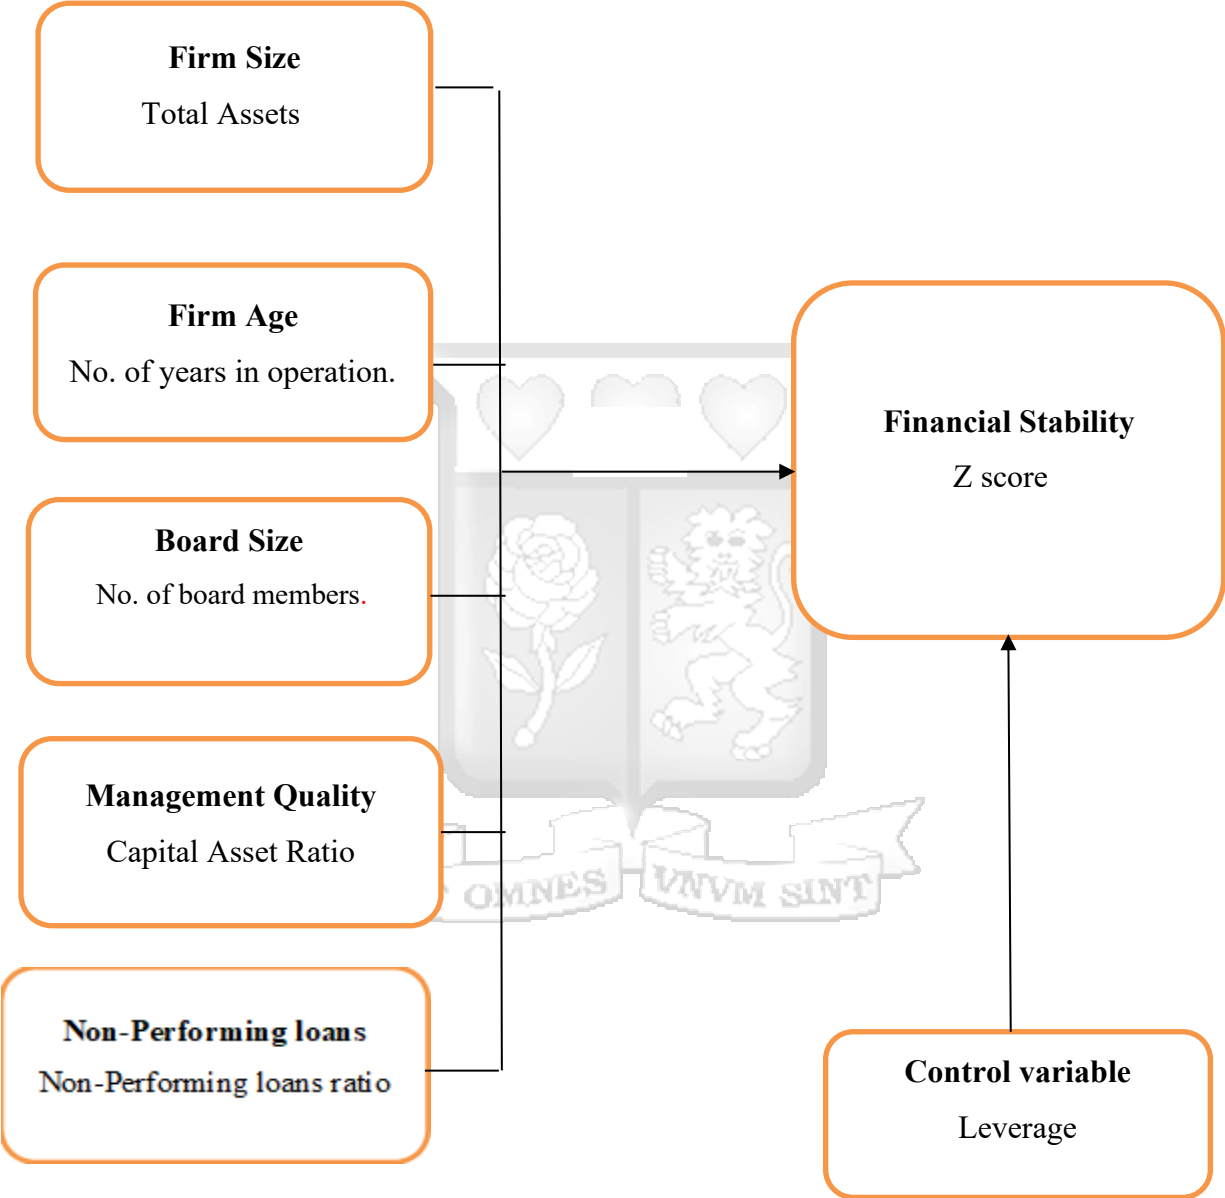 Firm Size
Total Assets
Firm Age
No. of years in operation.
Board Size
No. of board members.
Management Quality
Capital Asset Ratio
Non-Performing loans
Non-Performing loans ratio
Financial Stability
Z score
Control variable
Leverage
OMNES VNVM SINT